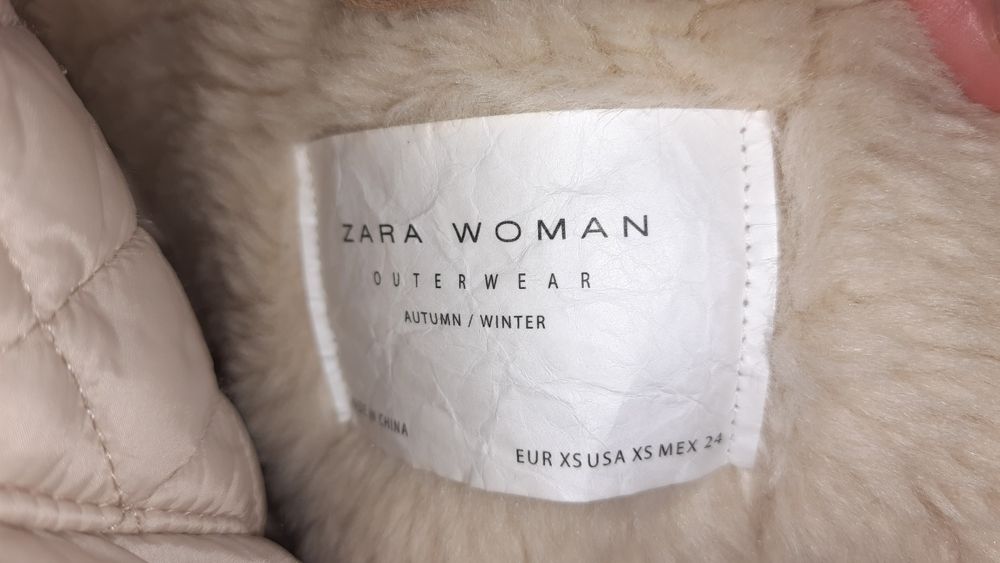 ZARA WOMAN
OUTERWEAR
AUTUMN / WINTER
IN CHINA
EUR XS USA XS MEX 24